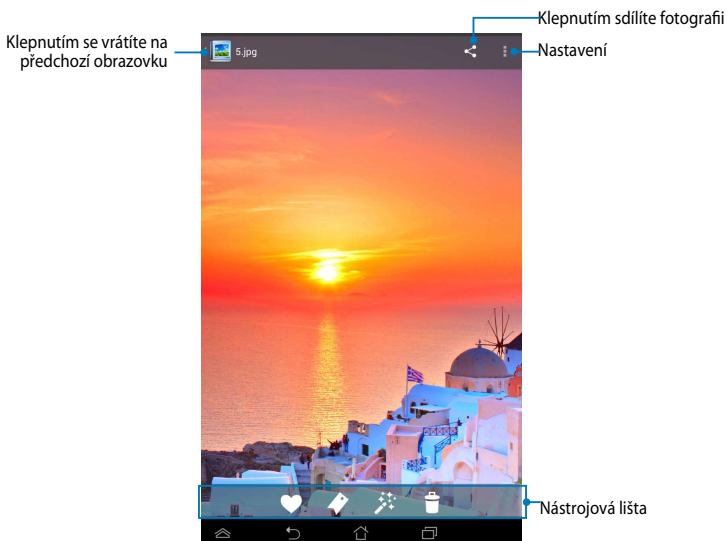 Klepnutím sdílíte fotografii
Klepnutím se vrátíte na
předchozí obrazovku
5.jpg
Nastavení
Nástrojová lišta